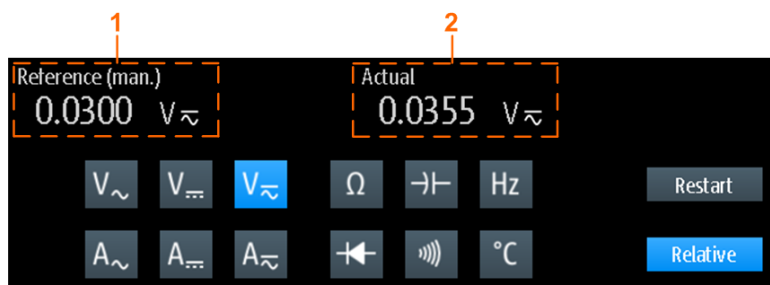 1 2
Reference (man.) Actual
0.0300 V⏦ 0.0355 V⏦
V~ V⎓ V⏦ Ω ⊣⊢ Hz Restart
A~ A⎓ A⏦ °C Relative